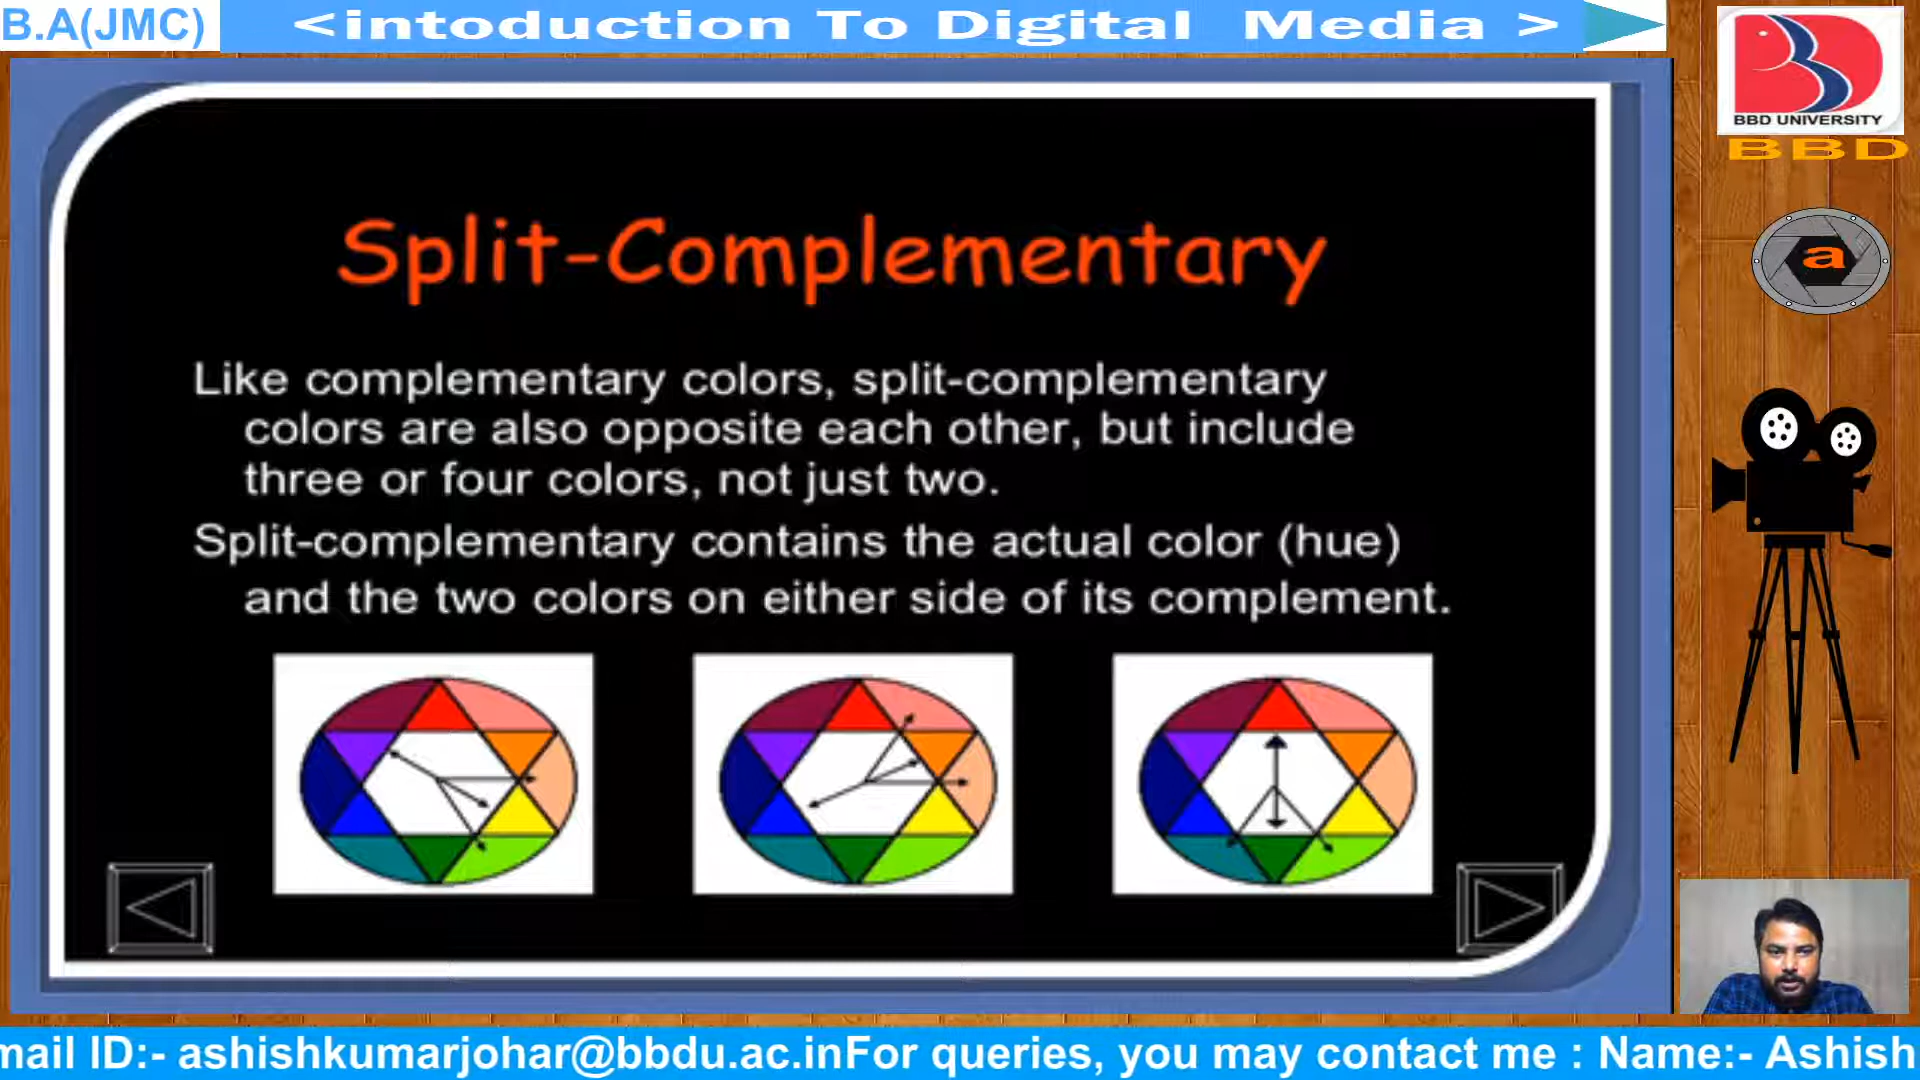 B.A(JMC)
<intoduction To Digital Media >
BBD UNIVERSITY
BBD
a
Split-Complementary
Like complementary colors, split-complementary
colors are also opposite each other, but include
three or four colors, not just two.
Split-complementary contains the actual color (hue)
and the two colors on either side of its complement.
mail ID:- ashishkumarjohar@bbdu.ac.inFor queries, you may contact me : Name:- Ashish